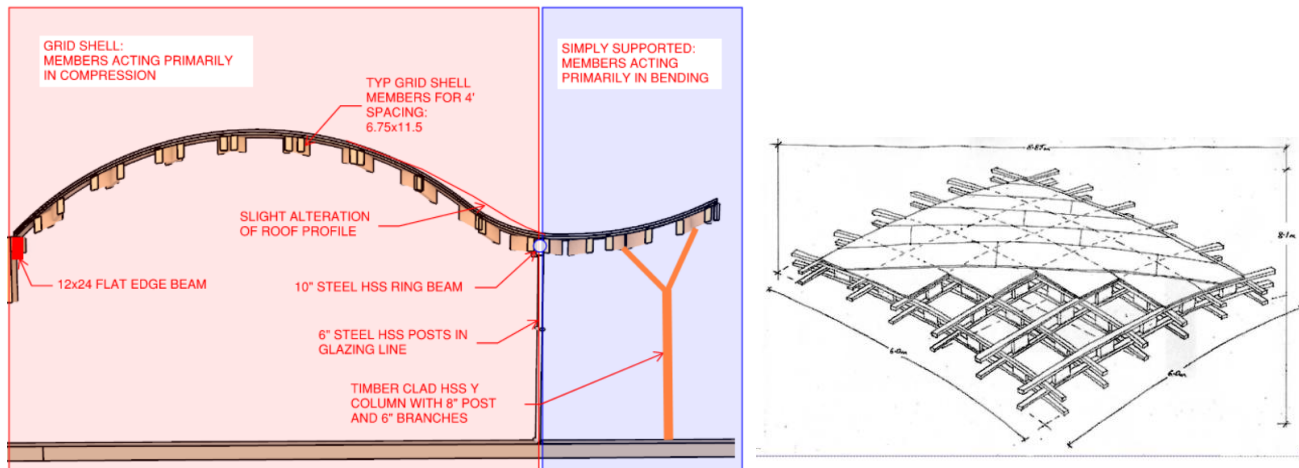 GRID SHELL:
MEMBERS ACTING PRIMARILY
IN COMPRESSION
TYP GRID SHELL
MEMBERS FOR 4'
SPACING:
6.75x11.5
SLIGHT ALTERATION
OF ROOF PROFILE
12x24 FLAT EDGE BEAM
10" STEEL HSS RING BEAM
6" STEEL HSS POSTS IN
GLAZING LINE
TIMBER CLAD HSS Y
COLUMN WITH 8" POST
AND 6" BRANCHES
SIMPLY SUPPORTED:
MEMBERS ACTING
PRIMARILY IN BENDING